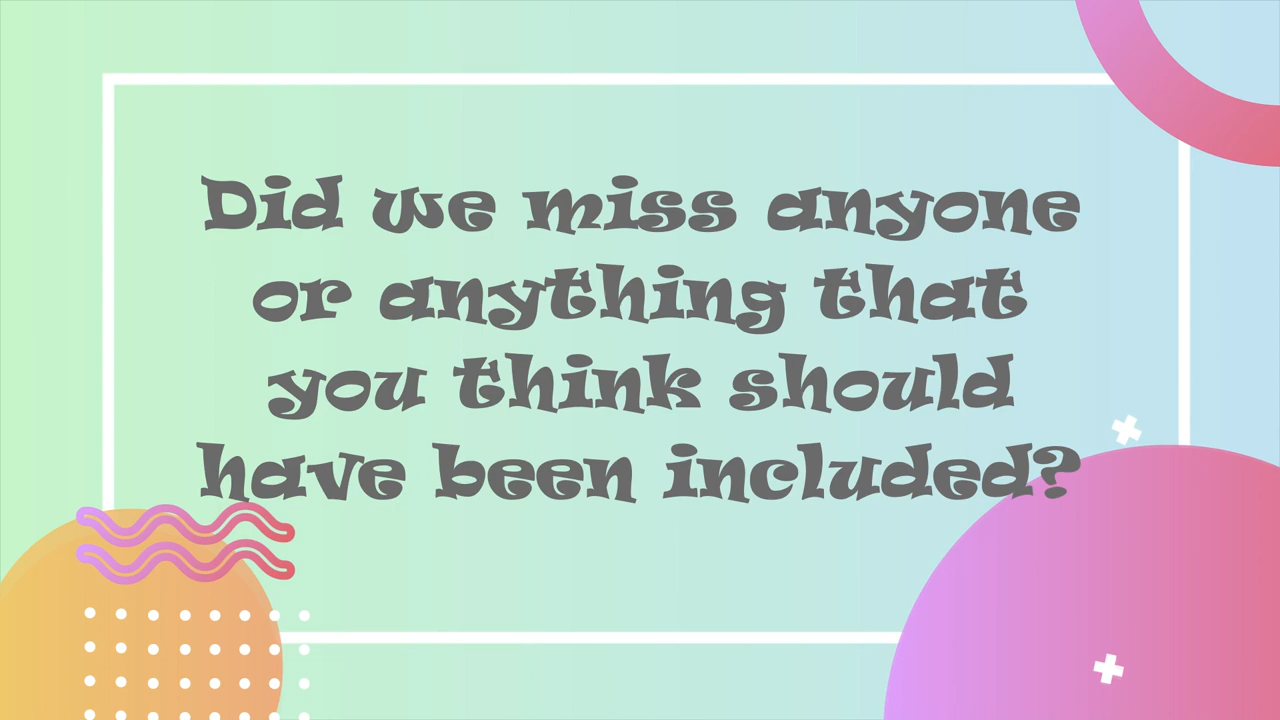 Did we miss anyone
or anything that
you think should
have been included?